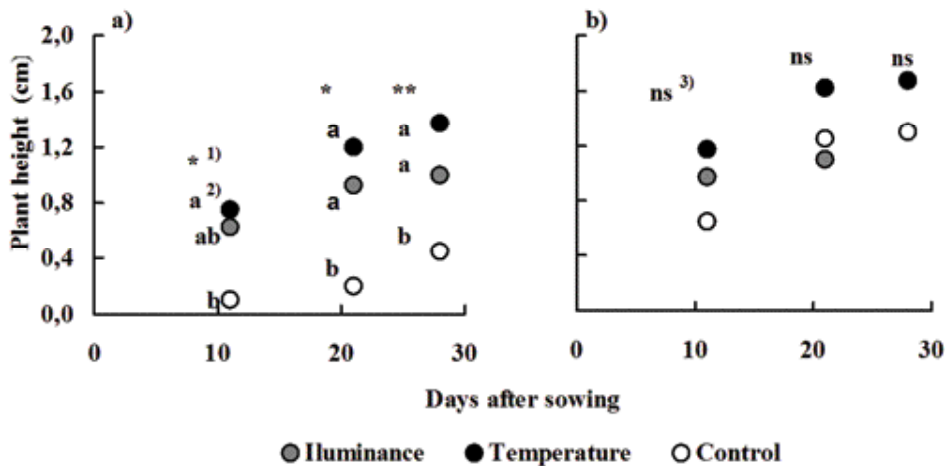 a)
2,0
1,6
1,2
0,8
0,4
0,0
Plant height (cm)
* 1)
a 2)
ab
b
*
a
a
b
**
a
a
b
0
10
20
30
b)
ns 3)
ns
ns
0
10
20
30
Days after sowing
Iluminance Temperature Control